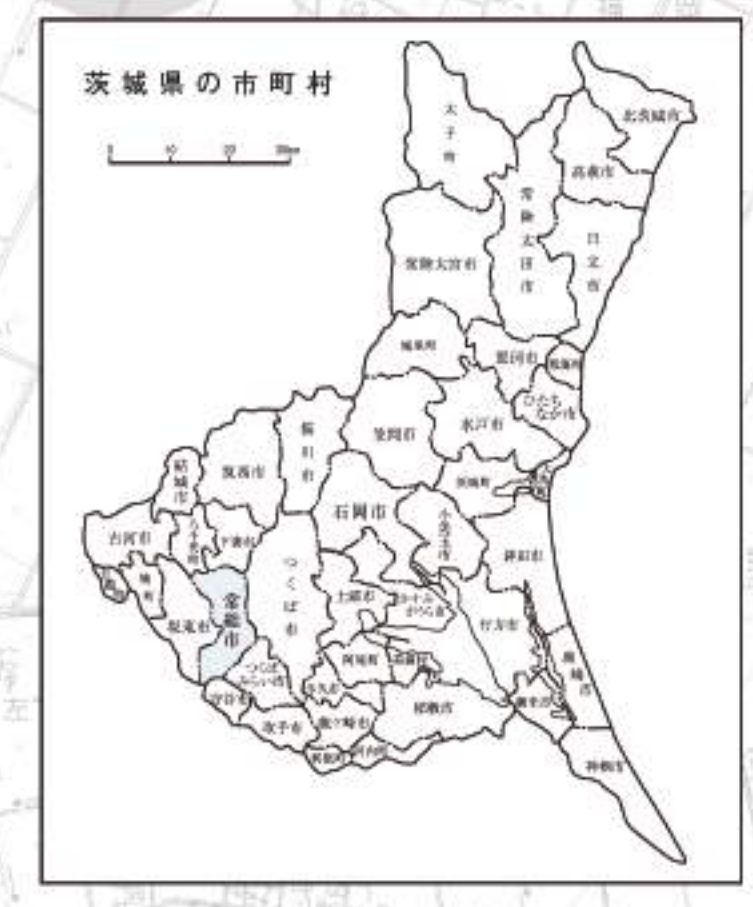 茨城県の市町村
0 10 20 30km
北茨城市
大子町
高萩市
常陸太田市
日立市
常陸大宮市
城里町
那珂市
東海村
ひたち
なか市
水戸市
笠間市
桜川市
筑西市
結城市
茨城町
大洗町
石岡市
小美玉市
古河市
八千代町
下妻市
つくば市
鉾田市
境町
坂東市
常総市
土浦市
かすみ
がうら市
行方市
鹿嶋市
阿見町
美浦村
つくば
みらい市
牛久市
守谷市
取手市
龍ケ崎市
稲敷市
潮来市
利根町
河内町
神栖市